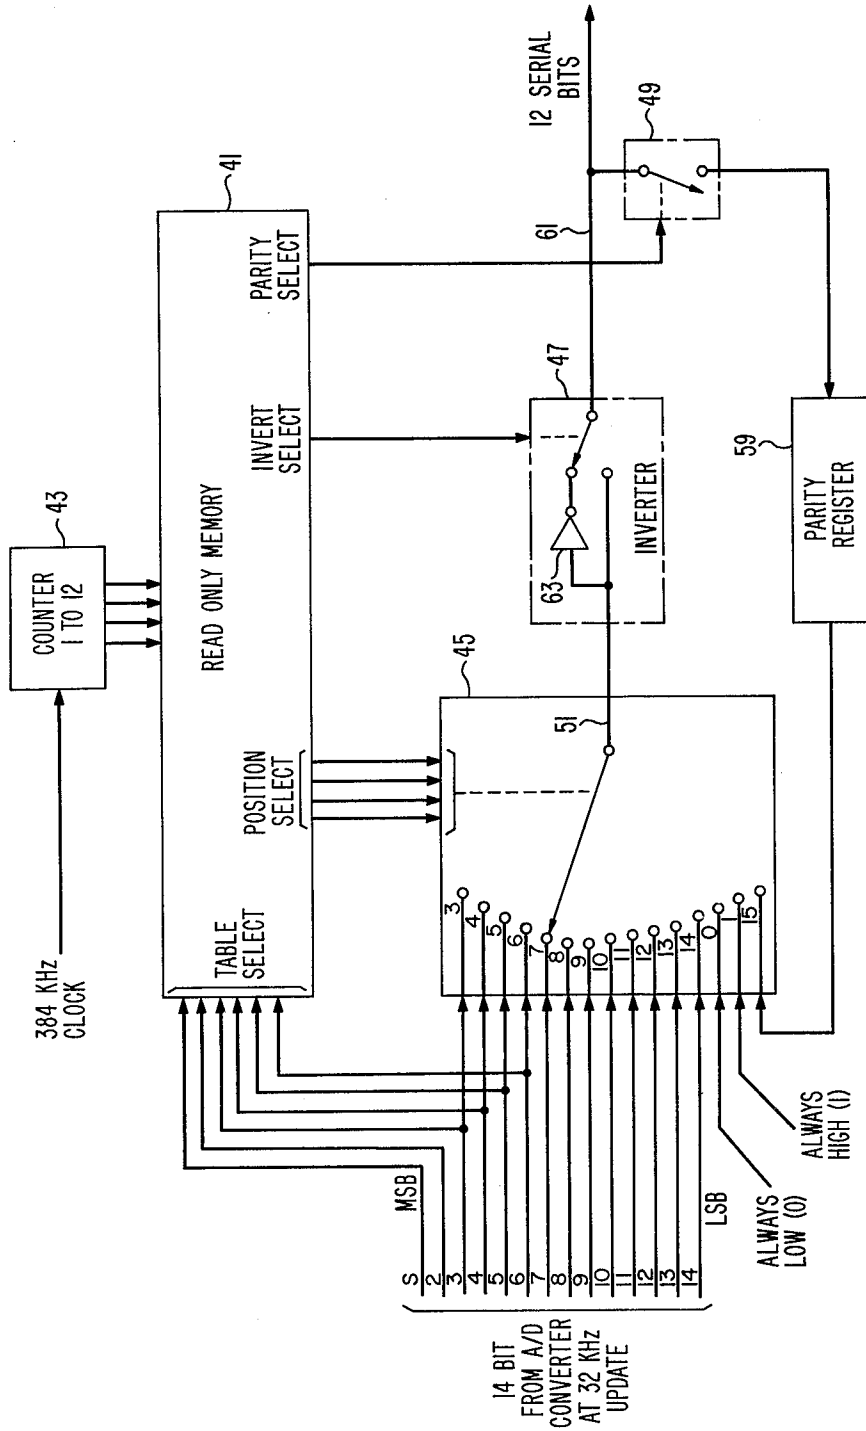 384 KHz
CLOCK
COUNTER
1 TO 12
43
READ ONLY MEMORY
41
TABLE
SELECT
POSITION
SELECT
INVERT
SELECT
PARITY
SELECT
14 BIT
FROM A/D
CONVERTER
AT 32 KHz
UPDATE
MSB
S
2
3
4
5
6
7
8
9
10
11
12
13
14
LSB
ALWAYS
LOW (0)
ALWAYS
HIGH (1)
3
4
5
6
7
8
9
10
11
12
13
14
0
1
15
45
51
63
INVERTER
47
61
12 SERIAL
BITS
49
59
PARITY
REGISTER